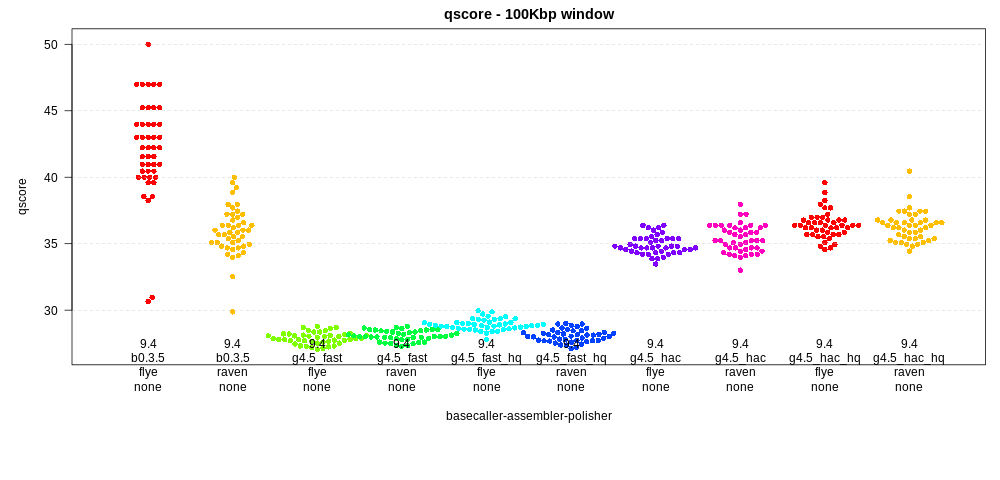 qscore - 100Kbp window
50
45
40
35
30
qscore
9.4 9.4 9.4 9.4 9.4 9.4 9.4 9.4 9.4 9.4
b0.3.5 b0.3.5 g4.5_fast g4.5_fast g4.5_fast_hq g4.5_fast_hq g4.5_hac g4.5_hac g4.5_hac_hq g4.5_hac_hq
flye raven flye raven flye raven flye raven flye raven
none none none none none none none none none none
basecaller-assembler-polisher